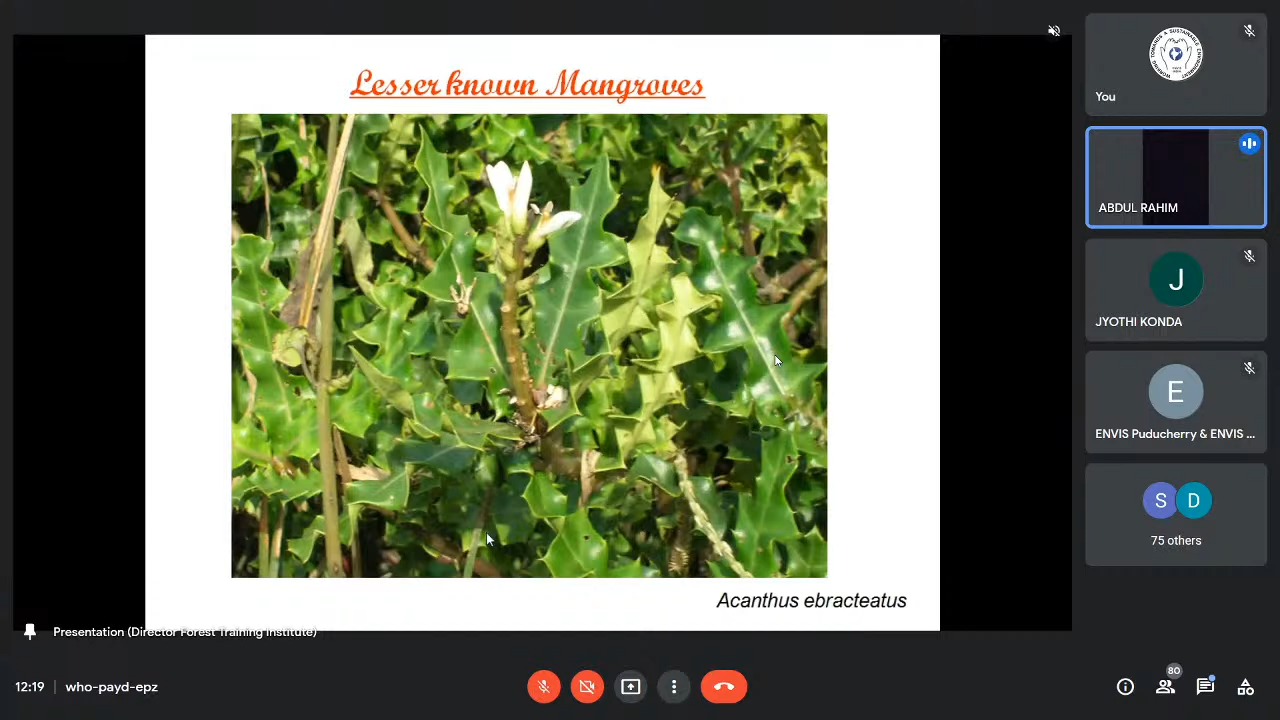 Lesser known Mangroves
Acanthus ebracteatus
Presentation (Director Forest Training Institute)
12:19 | who-payd-epz
You
ABDUL RAHIM
J
JYOTHI KONDA
E
ENVIS Puducherry & ENVIS ...
S D
75 others
80